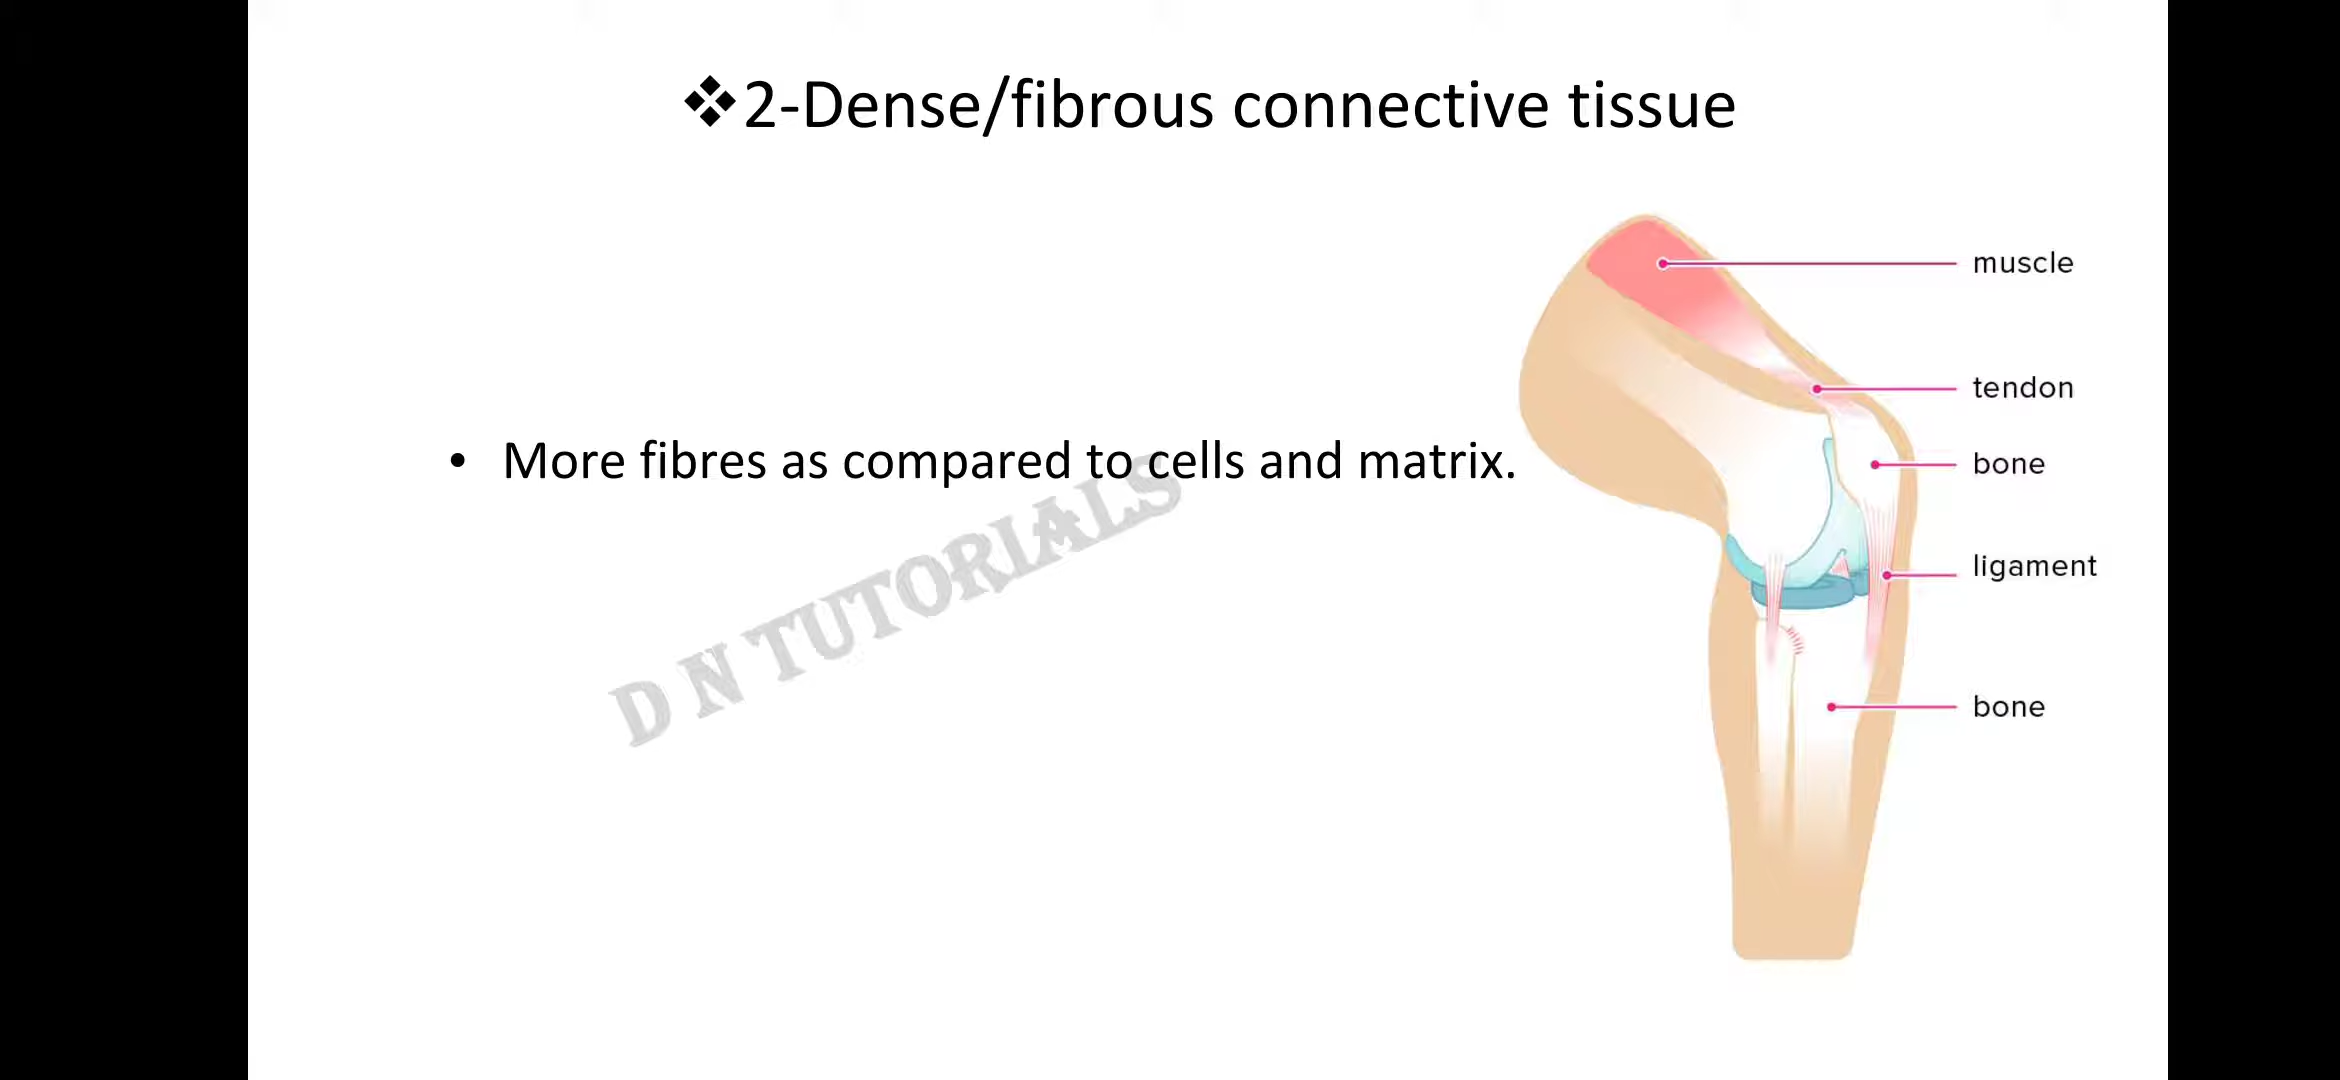 ❖2-Dense/fibrous connective tissue
muscle
tendon
• More fibres as compared to cells and matrix.
bone
ligament
bone
D N TUTORIALS